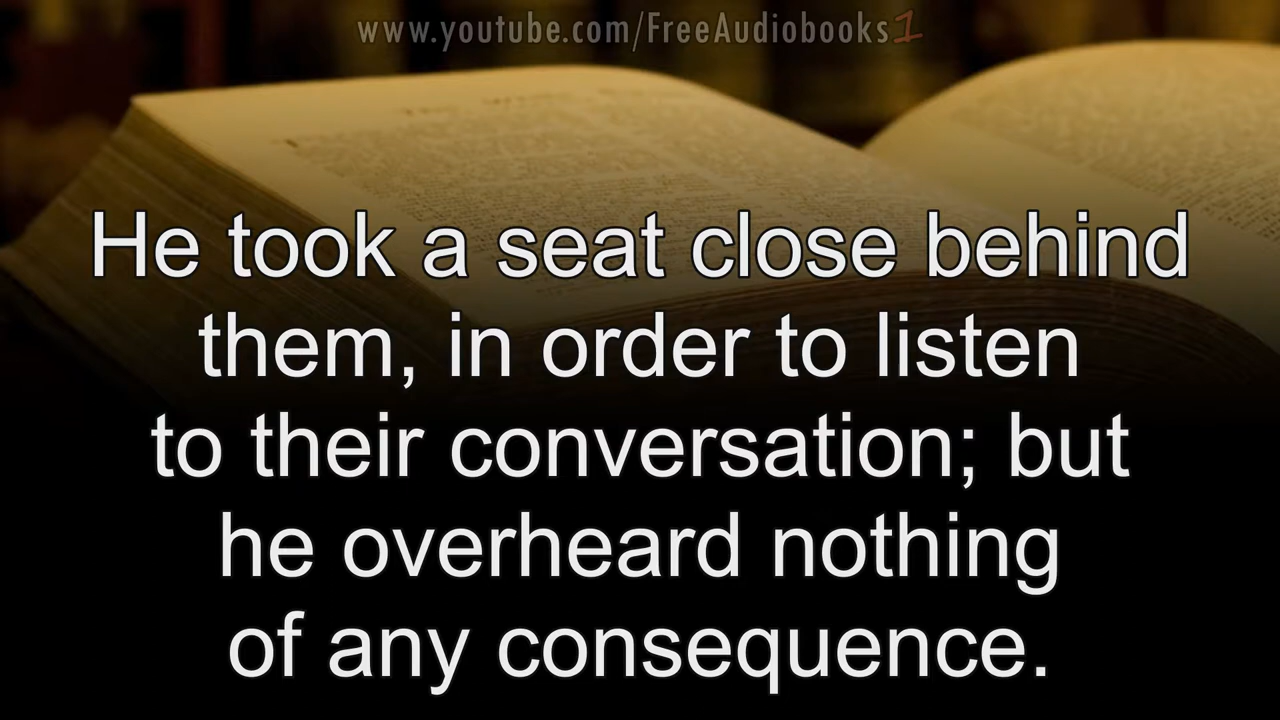 www.youtube.com/FreeAudiobooks1
He took a seat close behind
them, in order to listen
to their conversation; but
he overheard nothing
of any consequence.